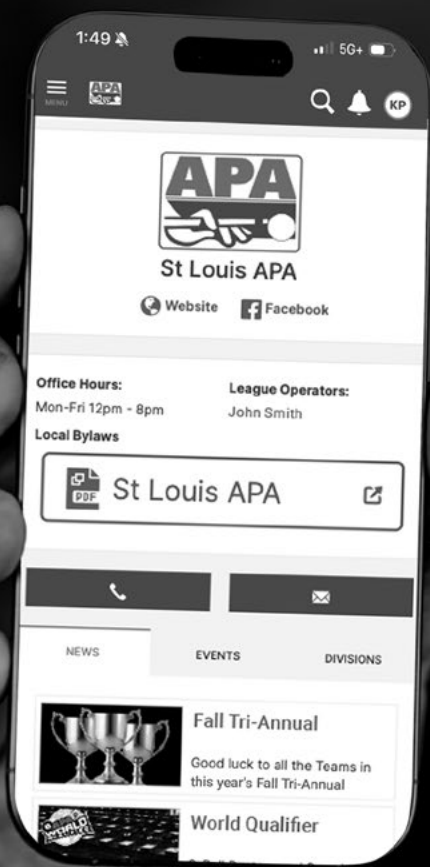 1:49
5G+
MENU
APA
KP
APA
St Louis APA
Website
Facebook
Office Hours:
League Operators:
Mon-Fri 12pm - 8pm
John Smith
Local Bylaws
PDF
St Louis APA
NEWS
EVENTS
DIVISIONS
Fall Tri-Annual
Good luck to all the Teams in
this year's Fall Tri-Annual
WORLD
World Qualifier